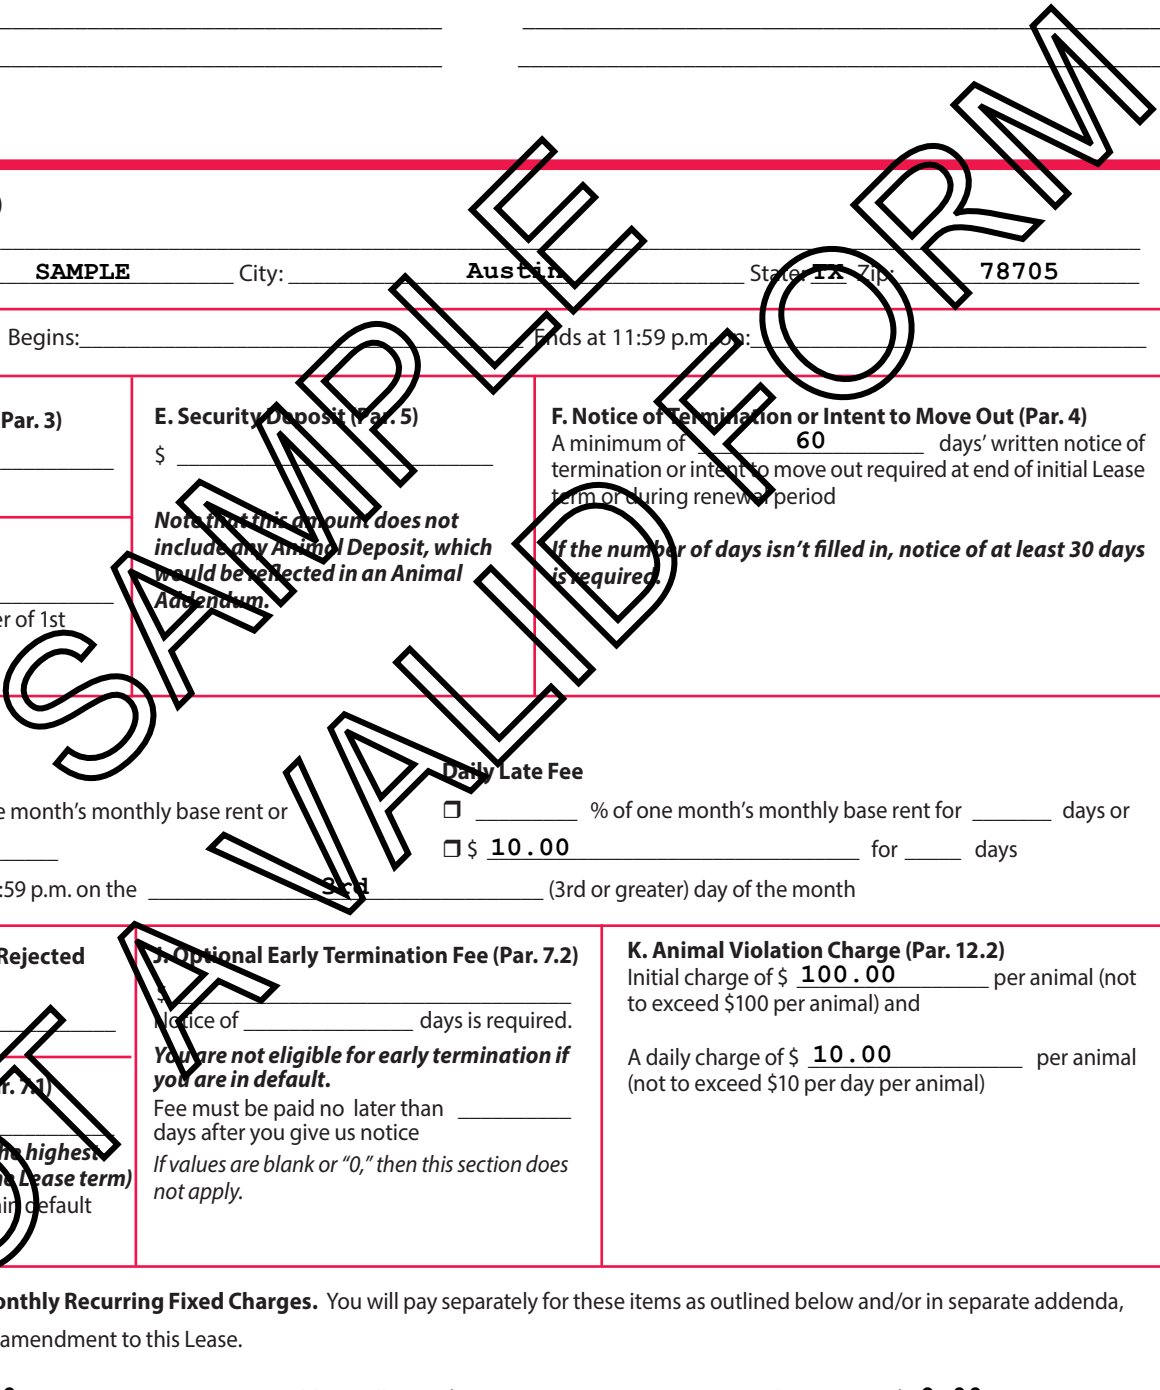 )
SAMPLE City: Austin State: TX Zip: 78705
Begins: Ends at 11:59 p.m. on:
Par. 3)
er of 1st
E. Security Deposit (Par. 5)
$
Note that this amount does not
include any Animal Deposit, which
would be reflected in an Animal
Addendum.
F. Notice of Termination or Intent to Move Out (Par. 4)
A minimum of 60 days' written notice of
termination or intent to move out required at end of initial Lease
term or during renewal period
If the number of days isn't filled in, notice of at least 30 days
is required.
Daily Late Fee
e month's monthly base rent or
❒ % of one month's monthly base rent for days or
❒ $ 10.00 for days
:59 p.m. on the 3rd (3rd or greater) day of the month
Rejected
r. 7.1)
he highest
he Lease term)
in default
J. Optional Early Termination Fee (Par. 7.2)
$
Notice of days is required.
You are not eligible for early termination if
you are in default.
Fee must be paid no later than
days after you give us notice
If values are blank or "0," then this section does
not apply.
K. Animal Violation Charge (Par. 12.2)
Initial charge of $ 100.00 per animal (not
to exceed $100 per animal) and
A daily charge of $ 10.00 per animal
(not to exceed $10 per day per animal)
onthly Recurring Fixed Charges. You will pay separately for these items as outlined below and/or in separate addenda,
amendment to this Lease.
SAMPLE
OT A VALID FORM